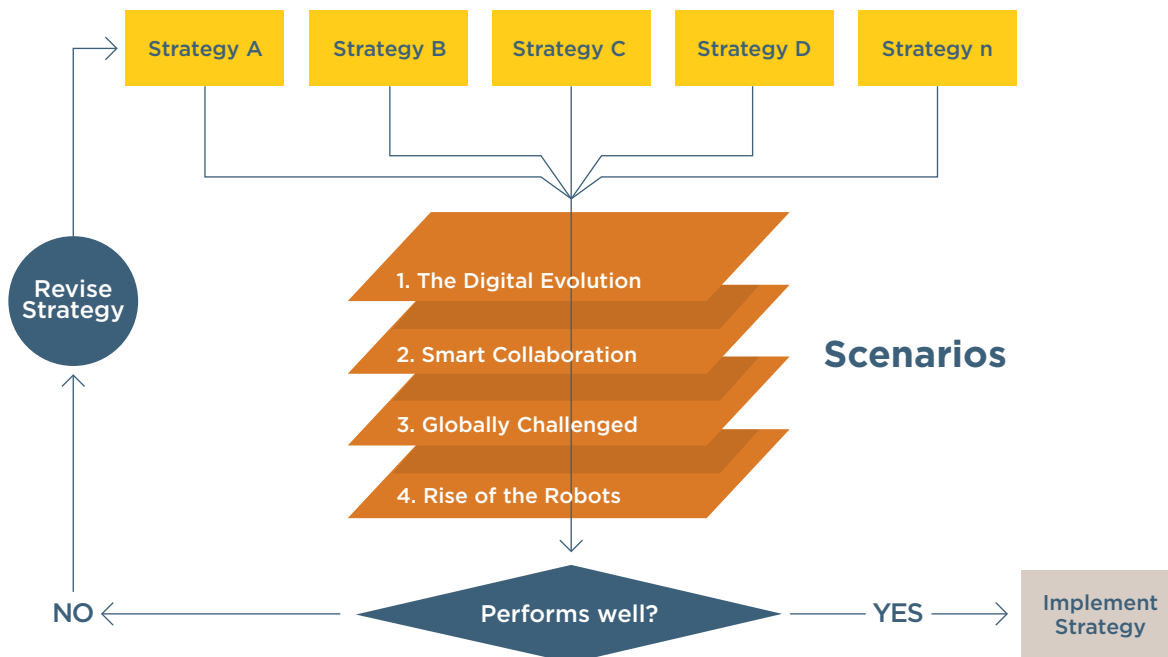 Strategy A
Strategy B
Strategy C
Strategy D
Strategy n
Revise
Strategy
1. The Digital Evolution
2. Smart Collaboration
3. Globally Challenged
4. Rise of the Robots
Scenarios
NO
Performs well?
YES
Implement
Strategy